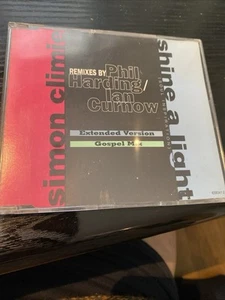 simon climie
REMIXES BY Phil
Harding/
Ian
Curnow
Extended Version
Gospel Mix
shine a light